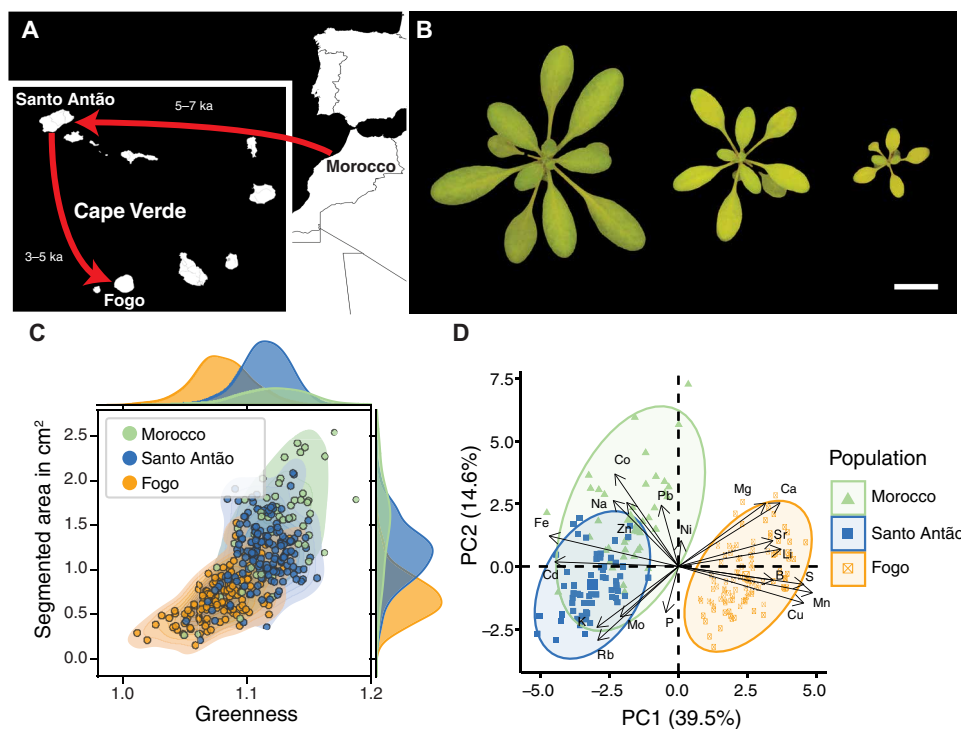 A
Santo Antão
5–7 ka
Morocco
Cape Verde
3–5 ka
Fogo
B
C
Morocco
Santo Antão
Fogo
Segmented area in cm²
2.5
2.0
1.5
1.0
0.5
0.0
1.0
1.1
1.2
Greenness
D
7.5
5.0
2.5
0.0
−2.5
PC2 (14.6%)
Co
Na
Zn
Pb
Ni
Fe
Cd
K
Rb
Mo
P
Mg
Ca
Sr
Li
B
S
Mn
Cu
−5.0
−2.5
0.0
2.5
5.0
PC1 (39.5%)
Population
Morocco
Santo Antão
Fogo